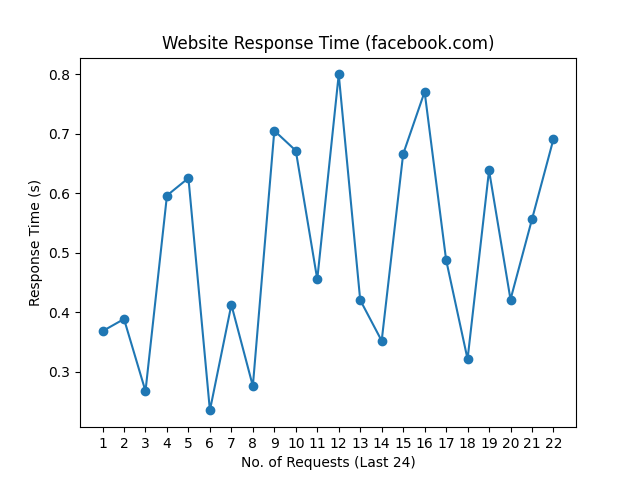 Website Response Time (facebook.com)
0.8
0.7
0.6
0.5
0.4
0.3
Response Time (s)
1 2 3 4 5 6 7 8 9 10 11 12 13 14 15 16 17 18 19 20 21 22
No. of Requests (Last 24)